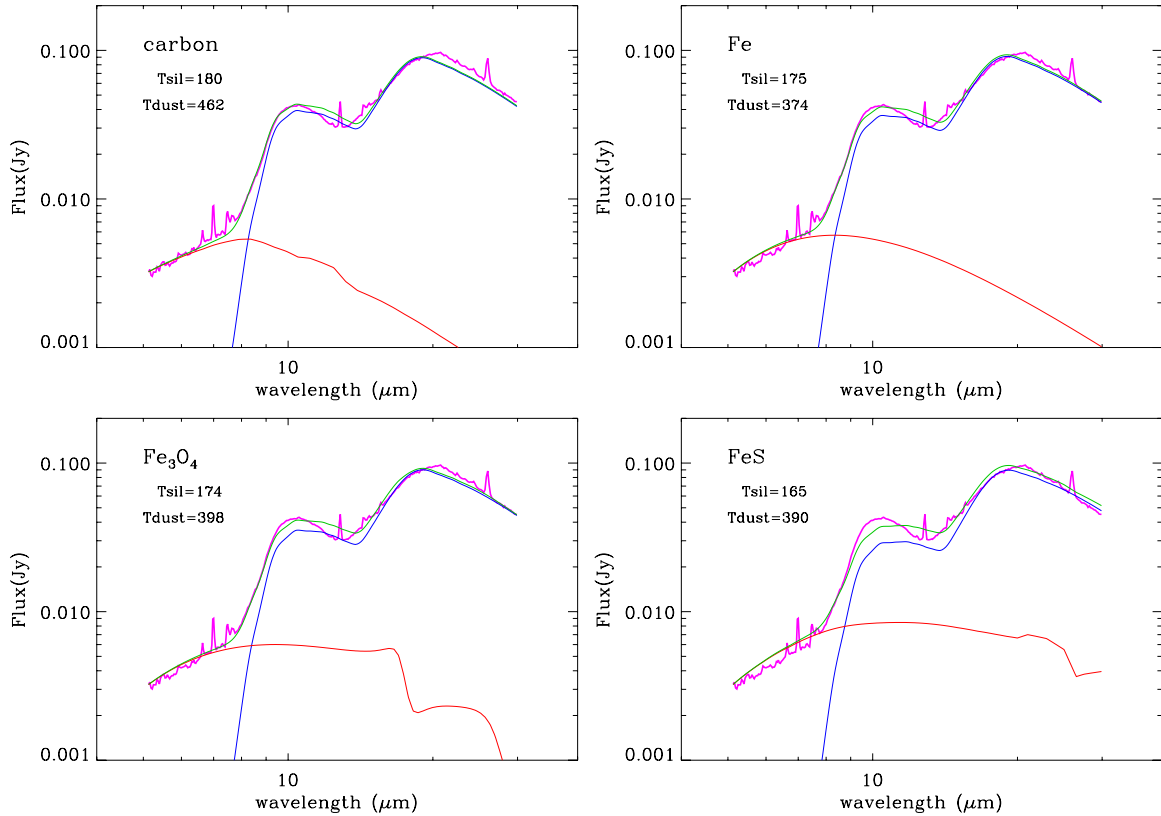 carbon
Tsil=180
Tdust=462
0.100
0.010
0.001
Flux(Jy)
10
wavelength (μm)
Fe
Tsil=175
Tdust=374
0.100
0.010
0.001
Flux(Jy)
10
wavelength (μm)
Fe₃O₄
Tsil=174
Tdust=398
0.100
0.010
0.001
Flux(Jy)
10
wavelength (μm)
FeS
Tsil=165
Tdust=390
0.100
0.010
0.001
Flux(Jy)
10
wavelength (μm)